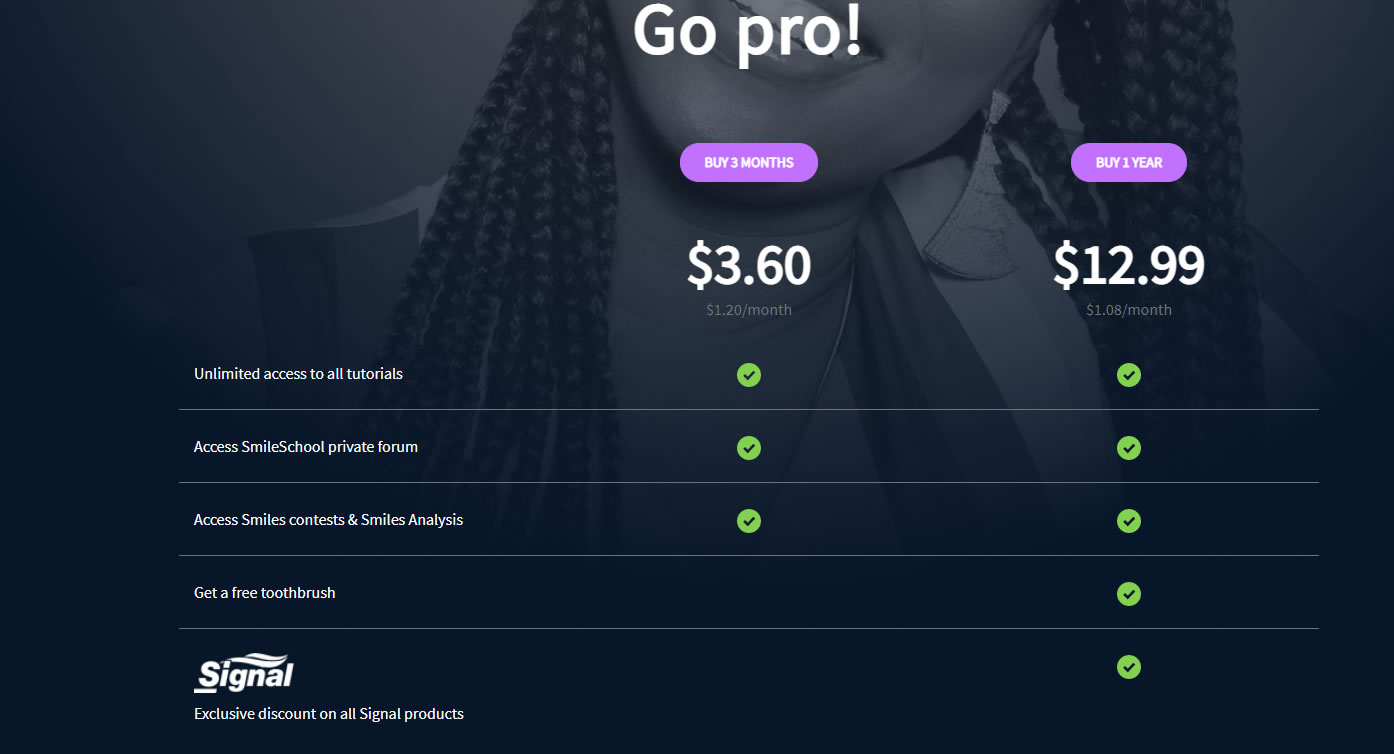 Go pro!
BUY 3 MONTHS
BUY 1 YEAR
$3.60
$12.99
$1.20/month
$1.08/month
Unlimited access to all tutorials
Access SmileSchool private forum
Access Smiles contests & Smiles Analysis
Get a free toothbrush
Signal
Exclusive discount on all Signal products